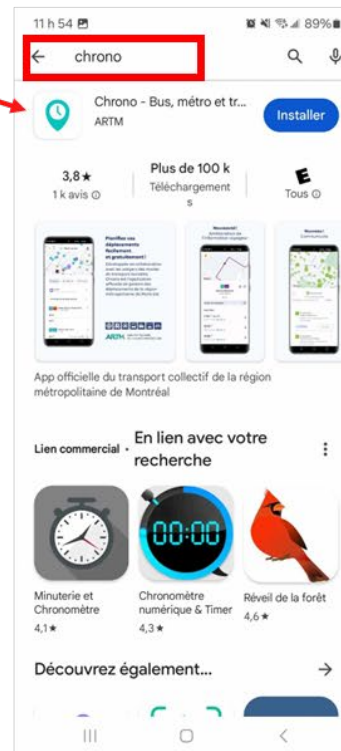 11 h 54
89%
chrono
Chrono - Bus, métro et tr...
ARTM
Installer
3,8★
1 k avis
Plus de 100 k
Téléchargement
s
E
Tous
Planifiez vos
déplacements
facilement
et gratuitement!
ARTM
App officielle du transport collectif de la région
métropolitaine de Montréal
Lien commercial •
En lien avec votre
recherche
00:00
Minuterie et
Chronomètre
4,1★
Chronomètre
numérique & Timer
4,3★
Réveil de la forêt
4,6★
Découvrez également...